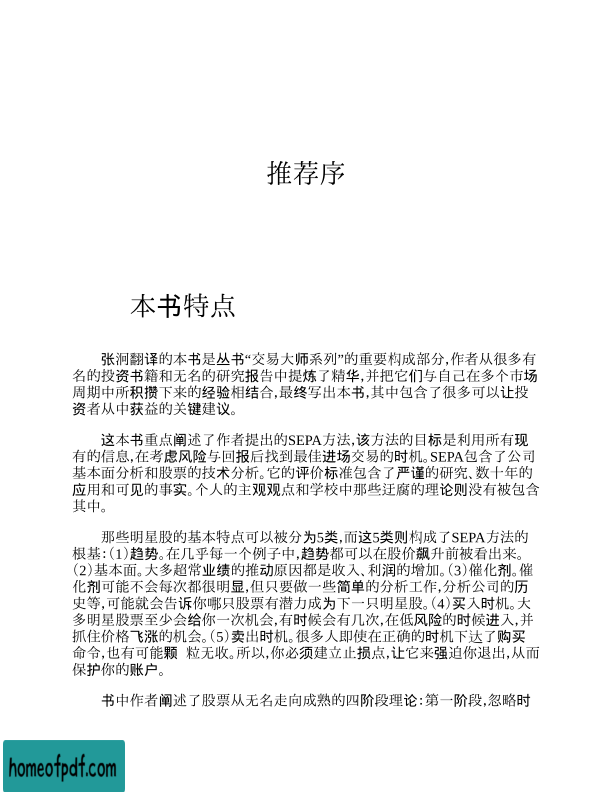 推荐序
本书特点
张泂翻译的本书是丛书“交易大师系列”的重要构成部分,作者从很多有
名的投资书籍和无名的研究报告中提炼了精华,并把它们与自己在多个市场
周期中所积攒下来的经验相结合,最终写出本书,其中包含了很多可以让投
资者从中获益的关键建议。
这本书重点阐述了作者提出的SEPA方法,该方法的目标是利用所有现
有的信息,在考虑风险与回报后找到最佳进场交易的时机。SEPA包含了公司
基本面分析和股票的技术分析。它的评价标准包含了严谨的研究、数十年的
应用和可见的事实。个人的主观观点和学校中那些迂腐的理论则没有被包含
其中。
那些明星股的基本特点可以被分为5类,而这5类则构成了SEPA方法的
根基:(1)趋势。在几乎每一个例子中,趋势都可以在股价飙升前被看出来。
(2)基本面。大多超常业绩的推动原因都是收入、利润的增加。(3)催化剂。催
化剂可能不会每次都很明显,但只要做一些简单的分析工作,分析公司的历
史等,可能就会告诉你哪只股票有潜力成为下一只明星股。(4)买入时机。大
多明星股票至少会给你一次机会,有时候会有几次,在低风险的时候进入,并
抓住价格飞涨的机会。(5)卖出时机。很多人即使在正确的时机下达了购买
命令,也有可能颗 粒无收。所以,你必须建立止损点,让它来强迫你退出,从而
保护你的账户。
书中作者阐述了股票从无名走向成熟的四阶段理论:第一阶段,忽略时
homeofpdf.com